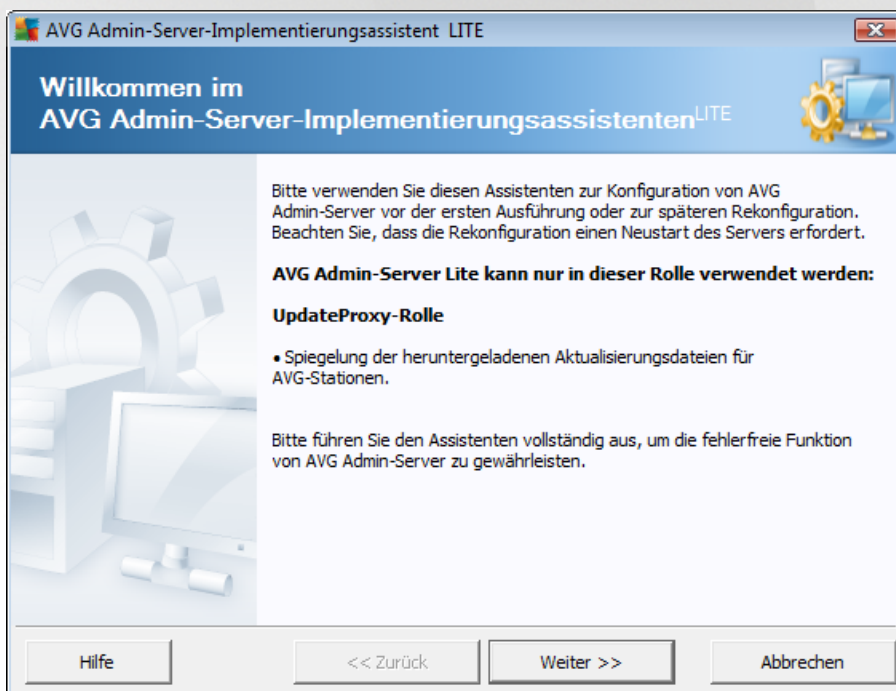 AVG Admin-Server-Implementierungsassistent LITE
Willkommen im
AVG Admin-Server-Implementierungsassistenten LITE
Bitte verwenden Sie diesen Assistenten zur Konfiguration von AVG
Admin-Server vor der ersten Ausführung oder zur späteren Rekonfiguration.
Beachten Sie, dass die Rekonfiguration einen Neustart des Servers erfordert.
AVG Admin-Server Lite kann nur in dieser Rolle verwendet werden:
UpdateProxy-Rolle
• Spiegelung der heruntergeladenen Aktualisierungsdateien für
AVG-Stationen.
Bitte führen Sie den Assistenten vollständig aus, um die fehlerfreie Funktion
von AVG Admin-Server zu gewährleisten.
Hilfe
<< Zurück
Weiter >>
Abbrechen